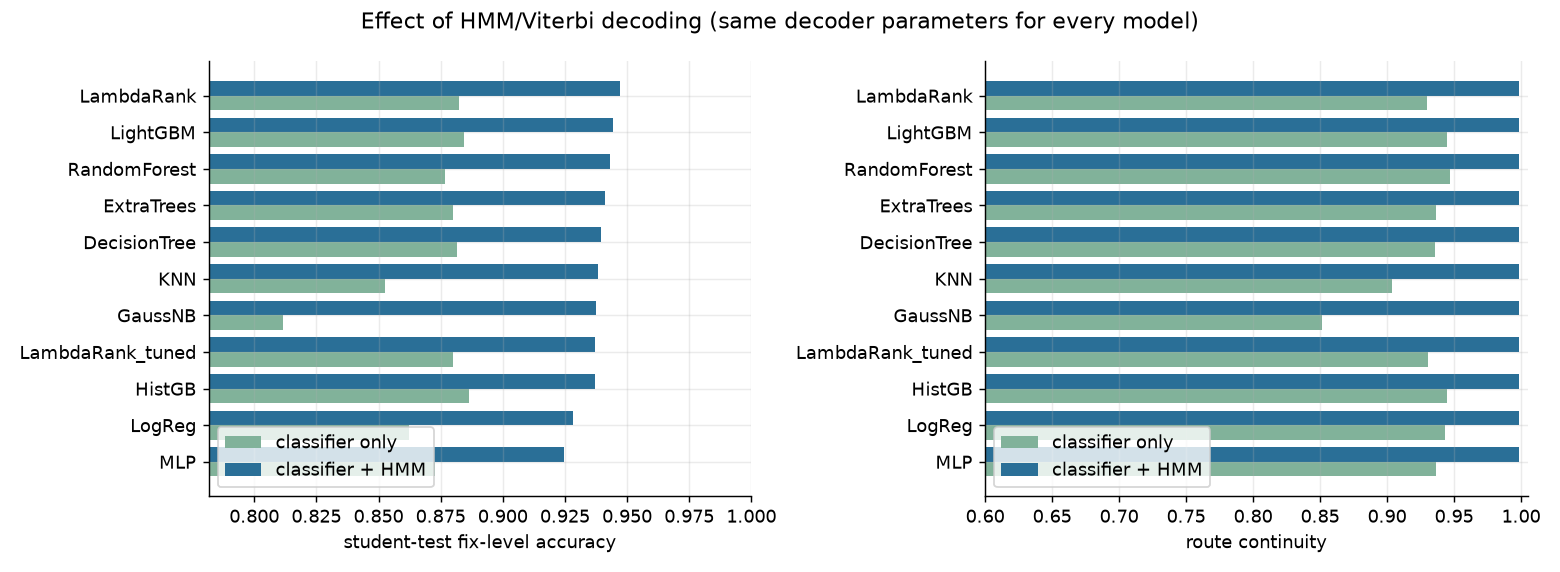 Effect of HMM/Viterbi decoding (same decoder parameters for every model)
LambdaRank
LightGBM
RandomForest
ExtraTrees
DecisionTree
KNN
GaussNB
LambdaRank_tuned
HistGB
LogReg
MLP
classifier only
classifier + HMM
0.800 0.825 0.850 0.875 0.900 0.925 0.950 0.975 1.000
student-test fix-level accuracy
LambdaRank
LightGBM
RandomForest
ExtraTrees
DecisionTree
KNN
GaussNB
LambdaRank_tuned
HistGB
LogReg
MLP
classifier only
classifier + HMM
0.60 0.65 0.70 0.75 0.80 0.85 0.90 0.95 1.00
route continuity